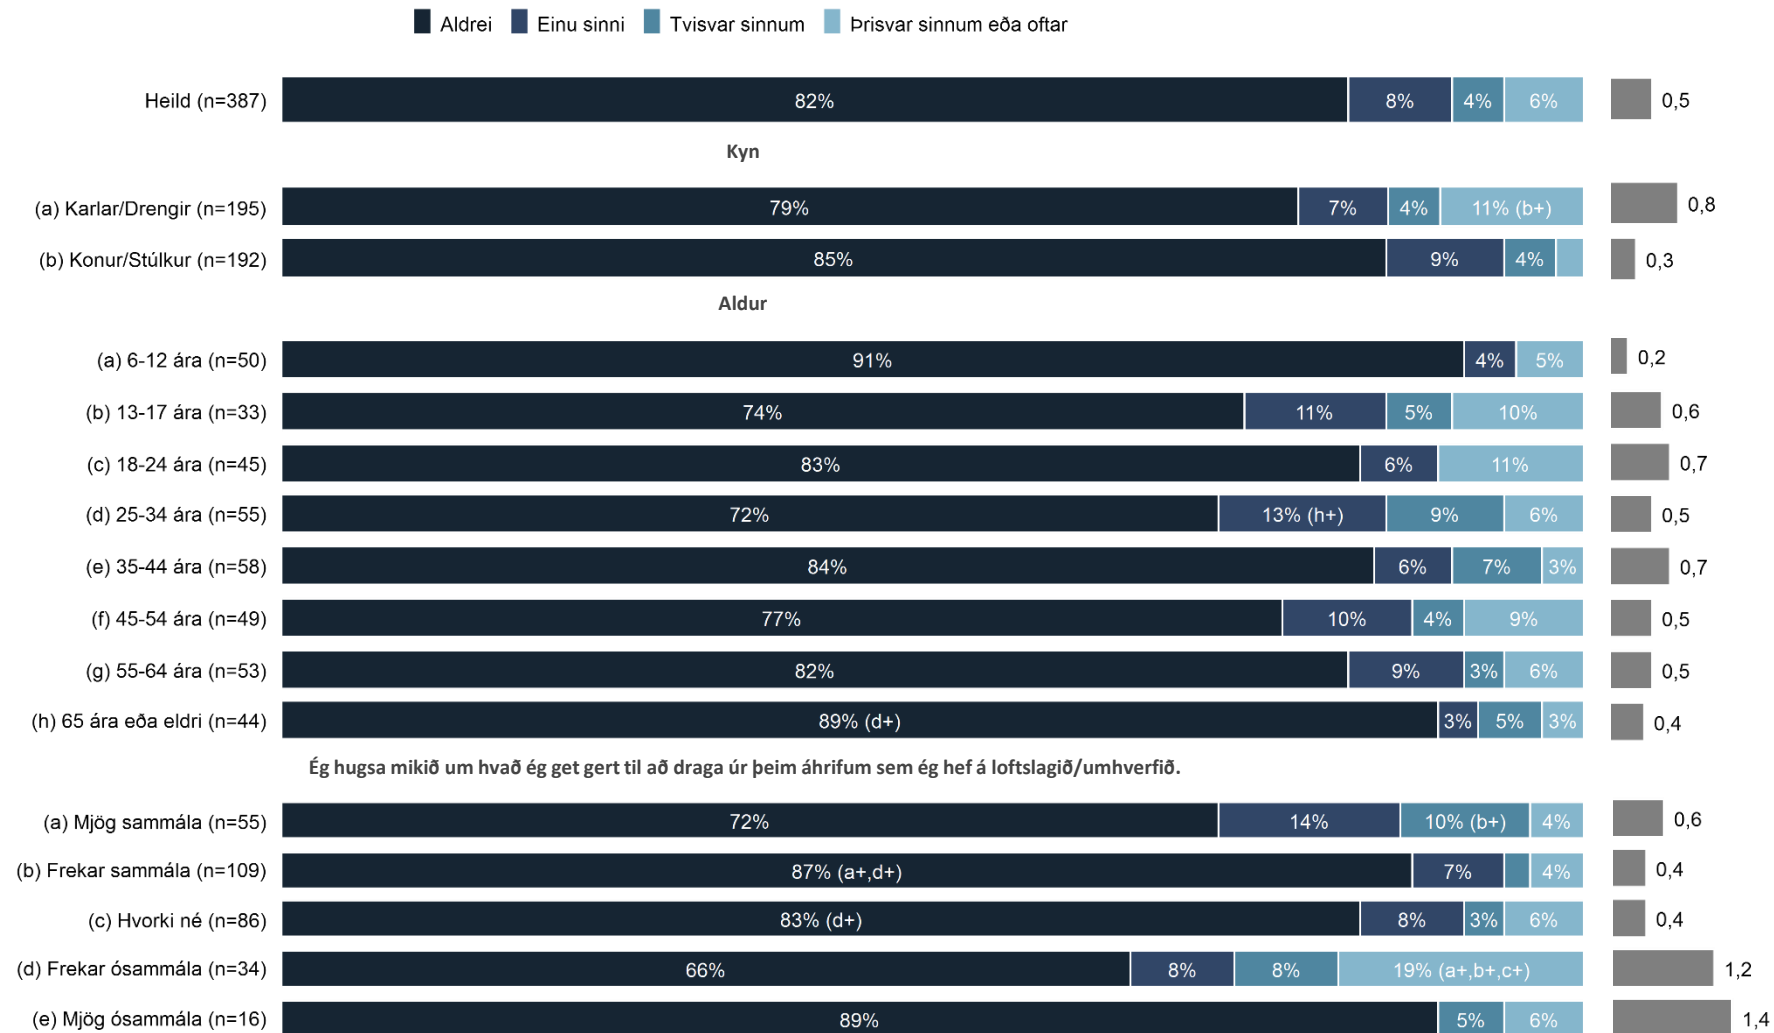 Aldrei Einu sinni Tvisvar sinnum Þrisvar sinnum eða oftar
Heild (n=387) 82% 8% 4% 6% 0,5
Kyn
(a) Karlar/Drengir (n=195) 79% 7% 4% 11% (b+) 0,8
(b) Konur/Stúlkur (n=192) 85% 9% 4% 0,3
Aldur
(a) 6-12 ára (n=50) 91% 4% 5% 0,2
(b) 13-17 ára (n=33) 74% 11% 5% 10% 0,6
(c) 18-24 ára (n=45) 83% 6% 11% 0,7
(d) 25-34 ára (n=55) 72% 13% (h+) 9% 6% 0,5
(e) 35-44 ára (n=58) 84% 6% 7% 3% 0,7
(f) 45-54 ára (n=49) 77% 10% 4% 9% 0,5
(g) 55-64 ára (n=53) 82% 9% 3% 6% 0,5
(h) 65 ára eða eldri (n=44) 89% (d+) 3% 5% 3% 0,4
Ég hugsa mikið um hvað ég get gert til að draga úr þeim áhrifum sem ég hef á loftslagið/umhverfið.
(a) Mjög sammála (n=55) 72% 14% 10% (b+) 4% 0,6
(b) Frekar sammála (n=109) 87% (a+,d+) 7% 4% 0,4
(c) Hvorki né (n=86) 83% (d+) 8% 3% 6% 0,4
(d) Frekar ósammála (n=34) 66% 8% 8% 19% (a+,b+,c+) 1,2
(e) Mjög ósammála (n=16) 89% 5% 6% 1,4